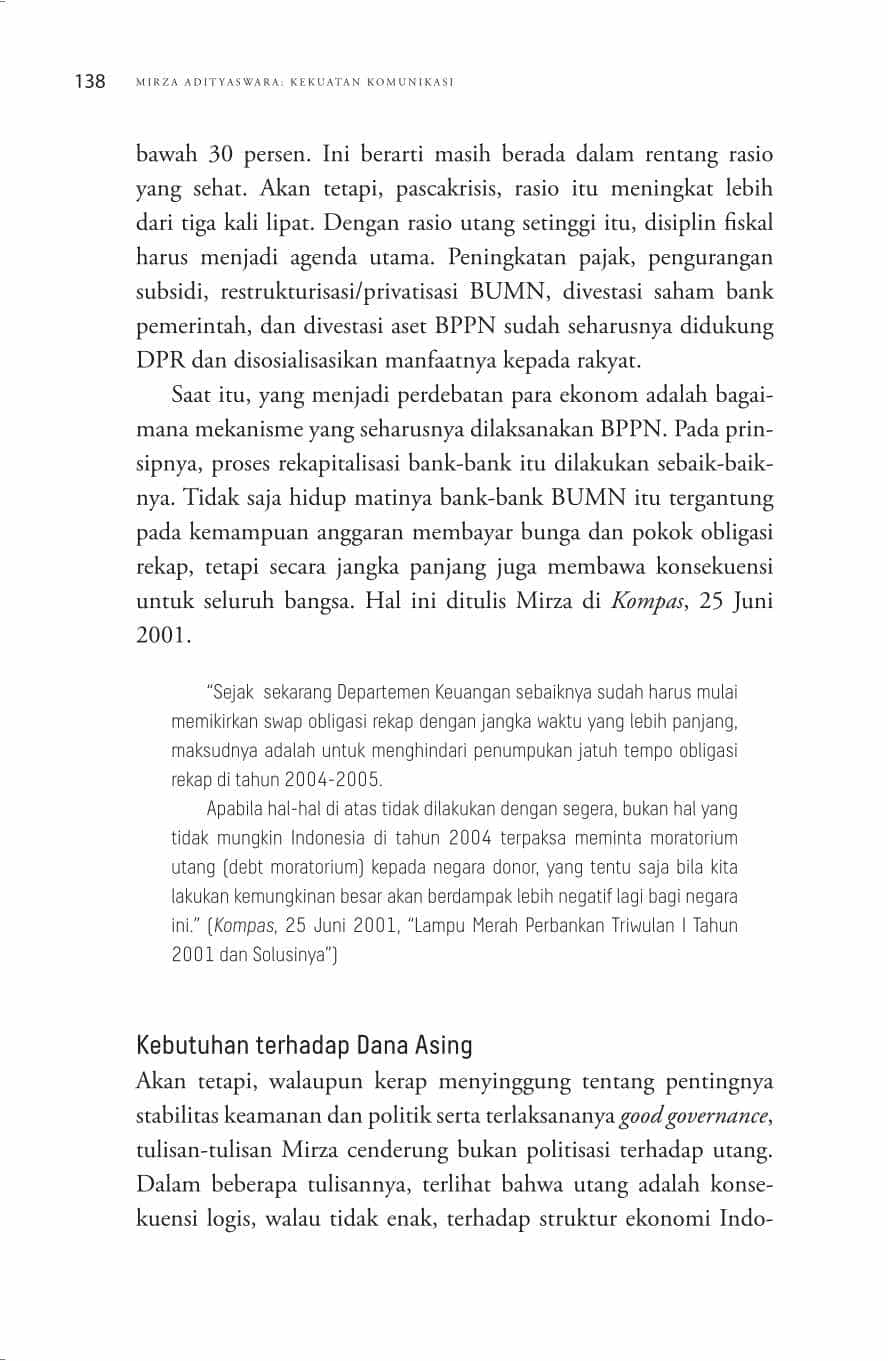 138 MIRZA ADITYASWARA: KEKUATAN KOMUNIKASI
bawah 30 persen. Ini berarti masih berada dalam rentang rasio
yang sehat. Akan tetapi, pascakrisis, rasio itu meningkat lebih
dari tiga kali lipat. Dengan rasio utang setinggi itu, disiplin fiskal
harus menjadi agenda utama. Peningkatan pajak, pengurangan
subsidi, restrukturisasi/privatisasi BUMN, divestasi saham bank
pemerintah, dan divestasi aset BPPN sudah seharusnya didukung
DPR dan disosialisasikan manfaatnya kepada rakyat.
Saat itu, yang menjadi perdebatan para ekonom adalah bagai-
mana mekanisme yang seharusnya dilaksanakan BPPN. Pada prin-
sipnya, proses rekapitalisasi bank-bank itu dilakukan sebaik-baik-
nya. Tidak saja hidup matinya bank-bank BUMN itu tergantung
pada kemampuan anggaran membayar bunga dan pokok obligasi
rekap, tetapi secara jangka panjang juga membawa konsekuensi
untuk seluruh bangsa. Hal ini ditulis Mirza di Kompas, 25 Juni
2001.
“Sejak sekarang Departemen Keuangan sebaiknya sudah harus mulai
memikirkan swap obligasi rekap dengan jangka waktu yang lebih panjang,
maksudnya adalah untuk menghindari penumpukan jatuh tempo obligasi
rekap di tahun 2004-2005.
Apabila hal-hal di atas tidak dilakukan dengan segera, bukan hal yang
tidak mungkin Indonesia di tahun 2004 terpaksa meminta moratorium
utang (debt moratorium) kepada negara donor, yang tentu saja bila kita
lakukan kemungkinan besar akan berdampak lebih negatif lagi bagi negara
ini.” (Kompas, 25 Juni 2001, “Lampu Merah Perbankan Triwulan I Tahun
2001 dan Solusinya”)
Kebutuhan terhadap Dana Asing
Akan tetapi, walaupun kerap menyinggung tentang pentingnya
stabilitas keamanan dan politik serta terlaksananya good governance,
tulisan-tulisan Mirza cenderung bukan politisasi terhadap utang.
Dalam beberapa tulisannya, terlihat bahwa utang adalah konse-
kuensi logis, walau tidak enak, terhadap struktur ekonomi Indo-